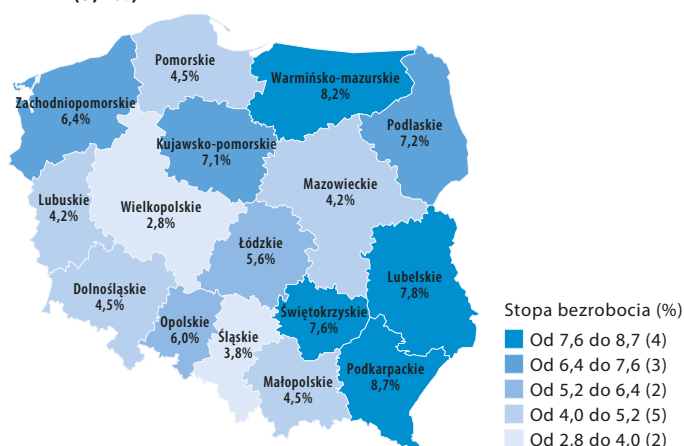 Pomorskie
4,5%
Warmińsko-mazurskie
8,2%
Zachodniopomorskie
6,4%
Podlaskie
7,2%
Kujawsko-pomorskie
7,1%
Mazowieckie
4,2%
Lubuskie
4,2%
Wielkopolskie
2,8%
Łódzkie
5,6%
Lubelskie
7,8%
Dolnośląskie
4,5%
Świętokrzyskie
7,6%
Opolskie
6,0%
Śląskie
3,8%
Podkarpackie
8,7%
Małopolskie
4,5%
Stopa bezrobocia (%)
Od 7,6 do 8,7 (4)
Od 6,4 do 7,6 (3)
Od 5,2 do 6,4 (2)
Od 4,0 do 5,2 (5)
Od 2,8 do 4,0 (2)